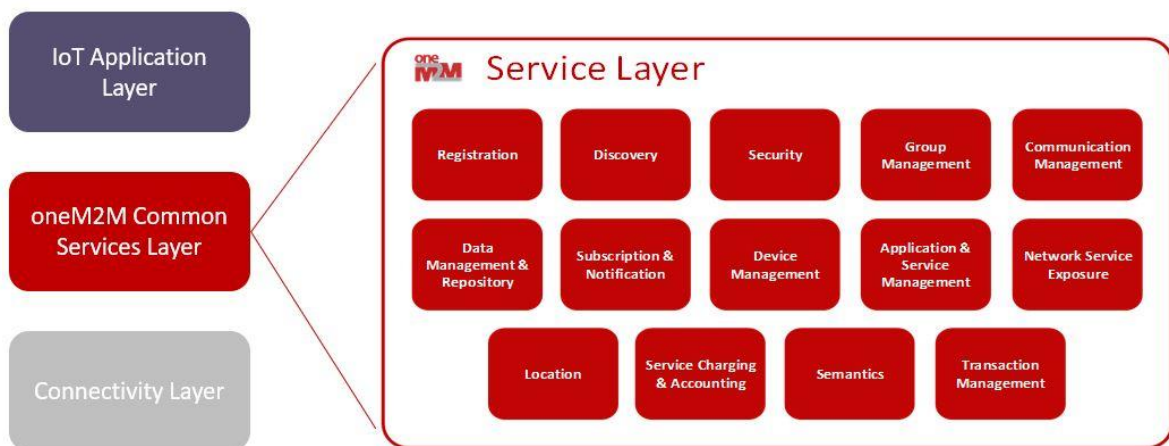 IoT Application
Layer
oneM2M Common
Services Layer
Connectivity Layer
one
M2M
Service Layer
Registration
Discovery
Security
Group
Management
Communication
Management
Data
Management &
Repository
Subscription &
Notification
Device
Management
Application &
Service
Management
Network Service
Exposure
Location
Service Charging
& Accounting
Semantics
Transaction
Management